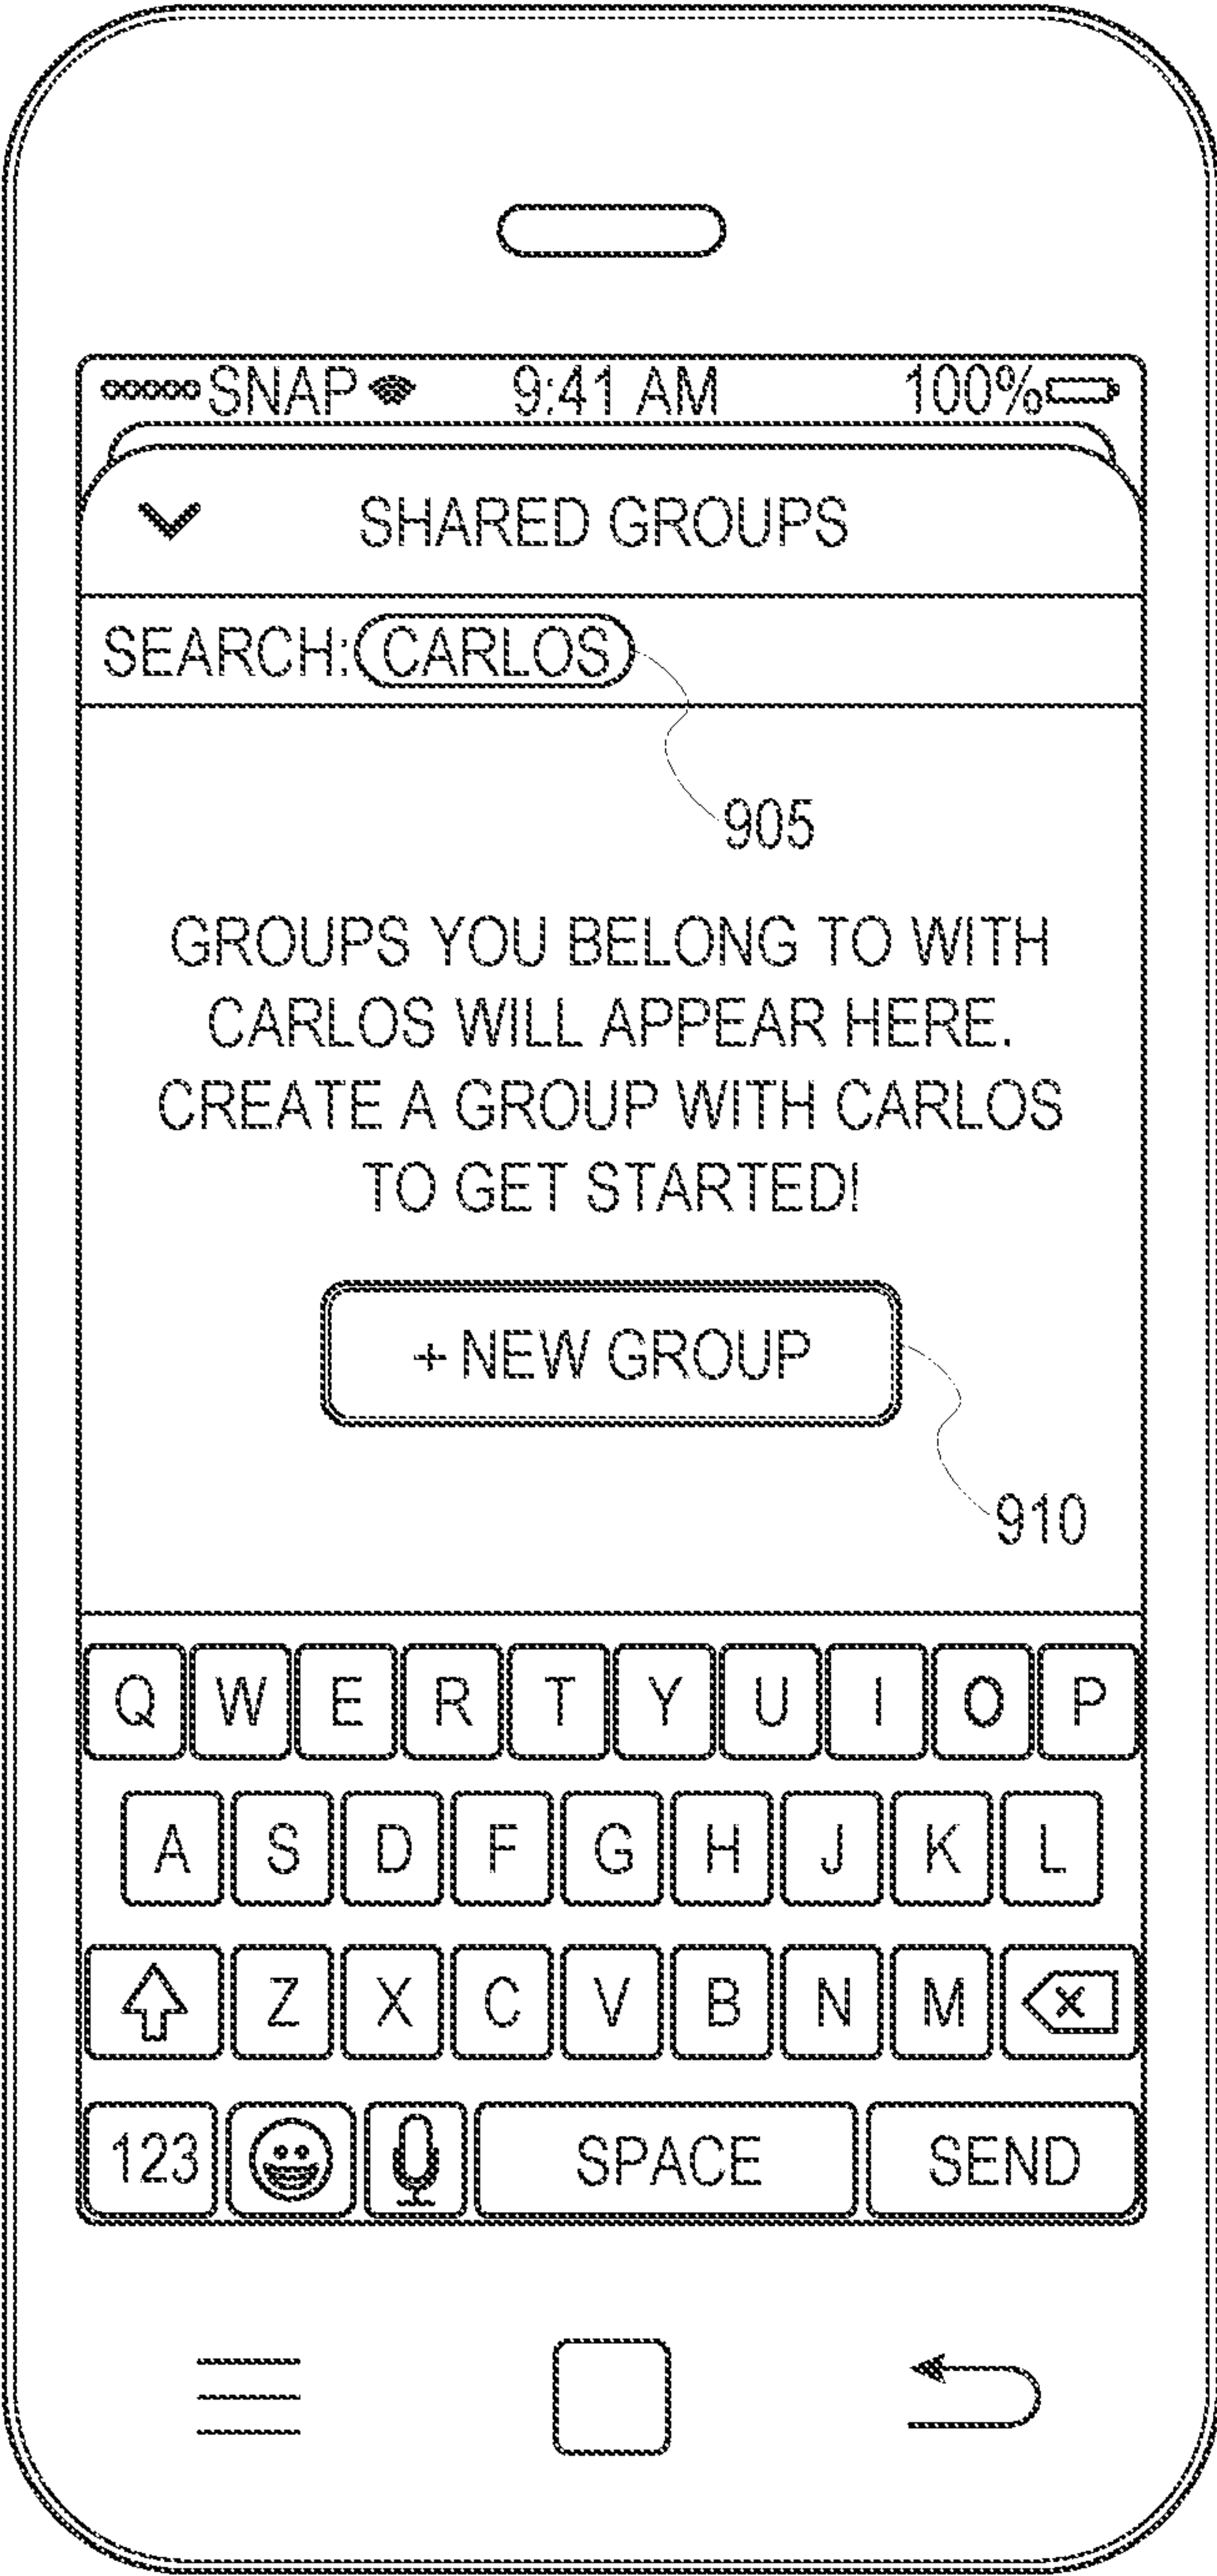 SNAP 9:41 AM 100%
SHARED GROUPS
SEARCH: CARLOS
905
GROUPS YOU BELONG TO WITH
CARLOS WILL APPEAR HERE.
CREATE A GROUP WITH CARLOS
TO GET STARTED!
+ NEW GROUP
910
Q W E R T Y U I O P
A S D F G H J K L
Z X C V B N M
123 SPACE SEND